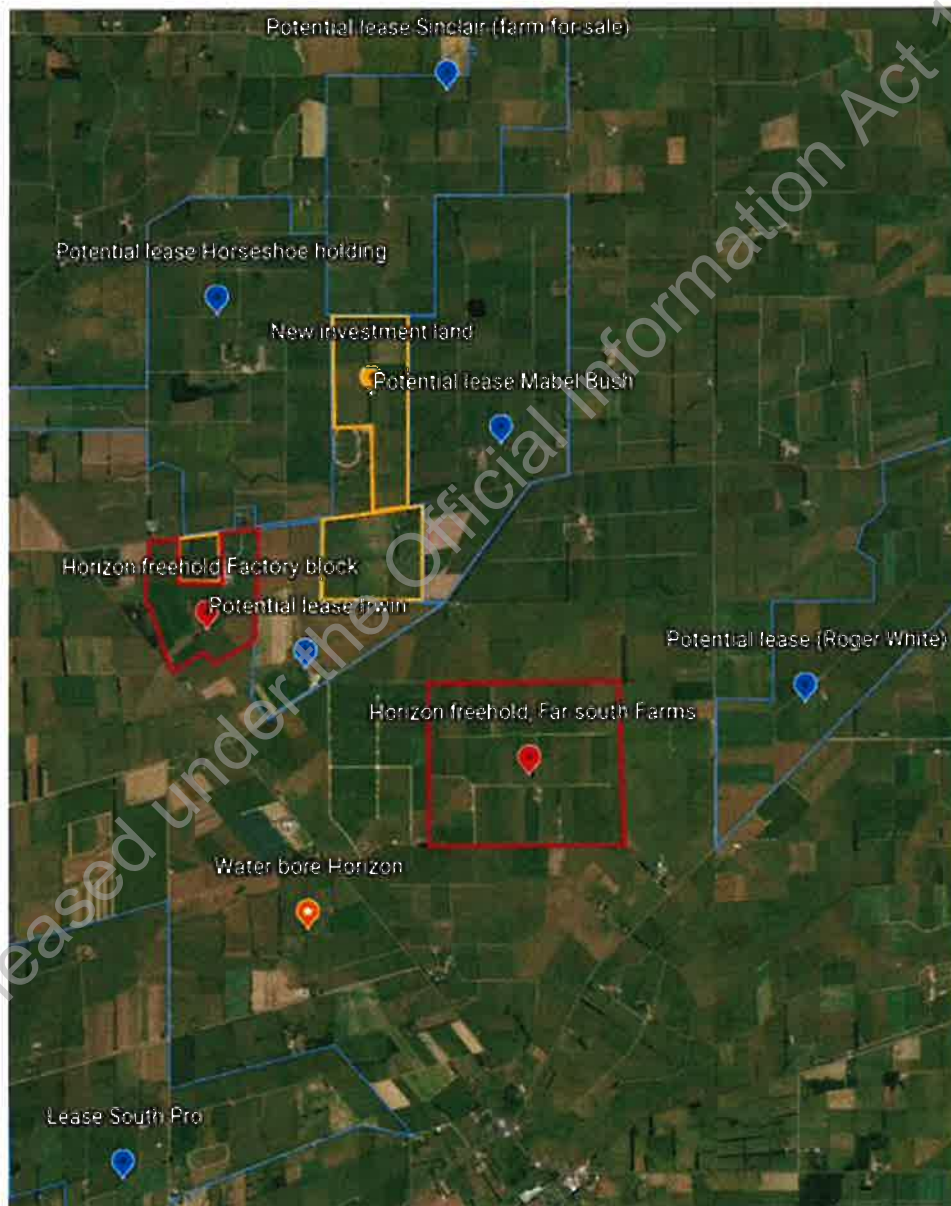 Potential lease Sinclair (farm for sale)
Potential lease Horseshoe holding
New investment land
Potential lease Mabel Bush
Horizon freehold Factory block
Potential lease Irwin
Potential lease (Roger White)
Horizon freehold, Far south Farms
Water bore Horizon
Lease South Pro
eased under the Official Information Act 1